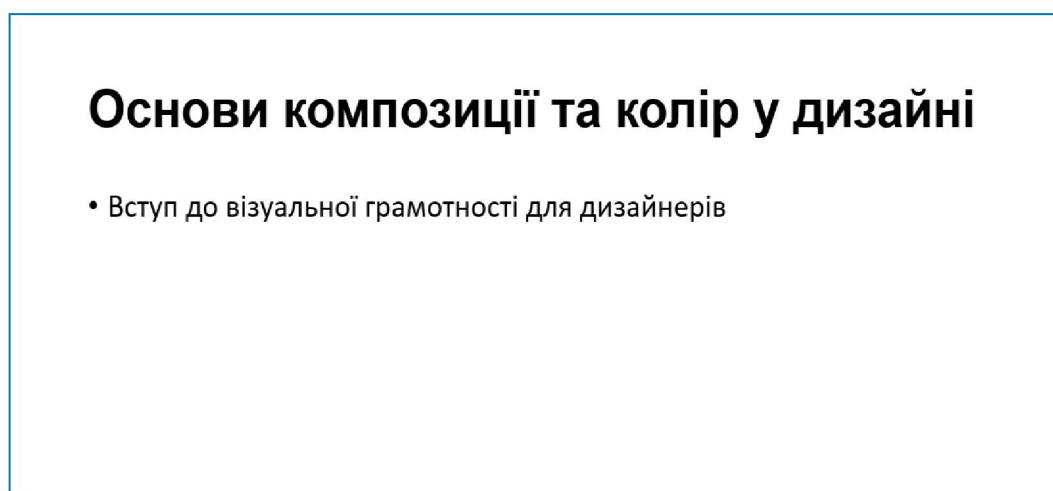 Основи композиції та колір у дизайні
• Вступ до візуальної грамотності для дизайнерів